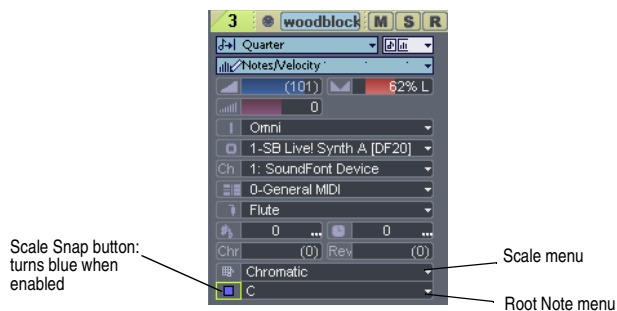 3 woodblock M S R
Quarter
Notes/Velocity
(101) 62% L
0
Omni
1-SB Live! Synth A [DF20]
Ch 1: SoundFont Device
0-General MIDI
Flute
0 ... 0 ...
Chr (0) Rev (0)
Chromatic
C
Scale Snap button:
turns blue when
enabled
Scale menu
Root Note menu